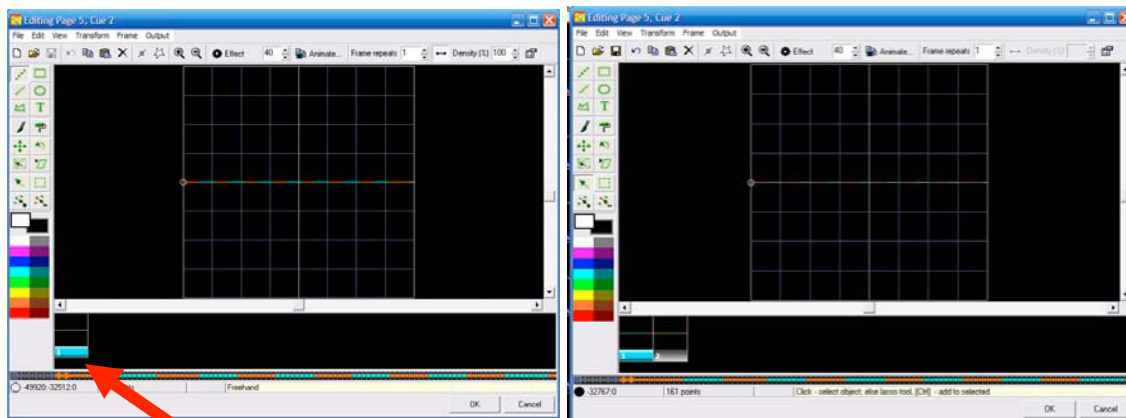 Editing Page 5, Cue 2
File Edit View Transform Frame Output
Effect 40 Animate... Frame repeats 1 Density (%) 100
T
1
-49920:-32512:0 Freehand
OK Cancel
Editing Page 5, Cue 2
File Edit View Transform Frame Output
Effect 40 Animate... Frame repeats 1 Density (%)
T
1 2
-32767:0 161 points Click - select object, else lasso tool, [Ctrl] - add to selected
OK Cancel